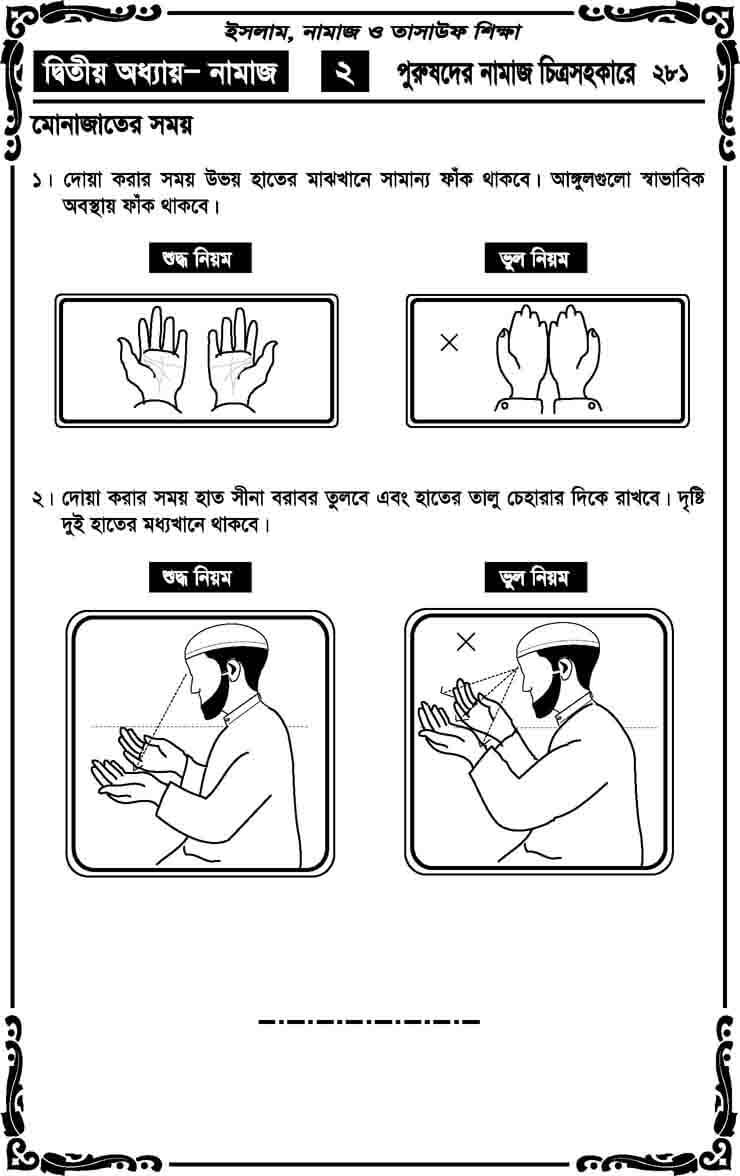 ইসলাম, নামাজ ও তাসাউফ শিক্ষা
দ্বিতীয় অধ্যায়– নামাজ ২ পুরুষদের নামাজ চিত্রসহকারে ২৮১
মোনাজাতের সময়
১। দোয়া করার সময় উভয় হাতের মাঝখানে সামান্য ফাঁক থাকবে। আঙ্গুলগুলো স্বাভাবিক
অবস্থায় ফাঁক থাকবে।
শুদ্ধ নিয়ম ভুল নিয়ম
২। দোয়া করার সময় হাত সীনা বরাবর তুলবে এবং হাতের তালু চেহারার দিকে রাখবে। দৃষ্টি
দুই হাতের মধ্যখানে থাকবে।
শুদ্ধ নিয়ম ভুল নিয়ম